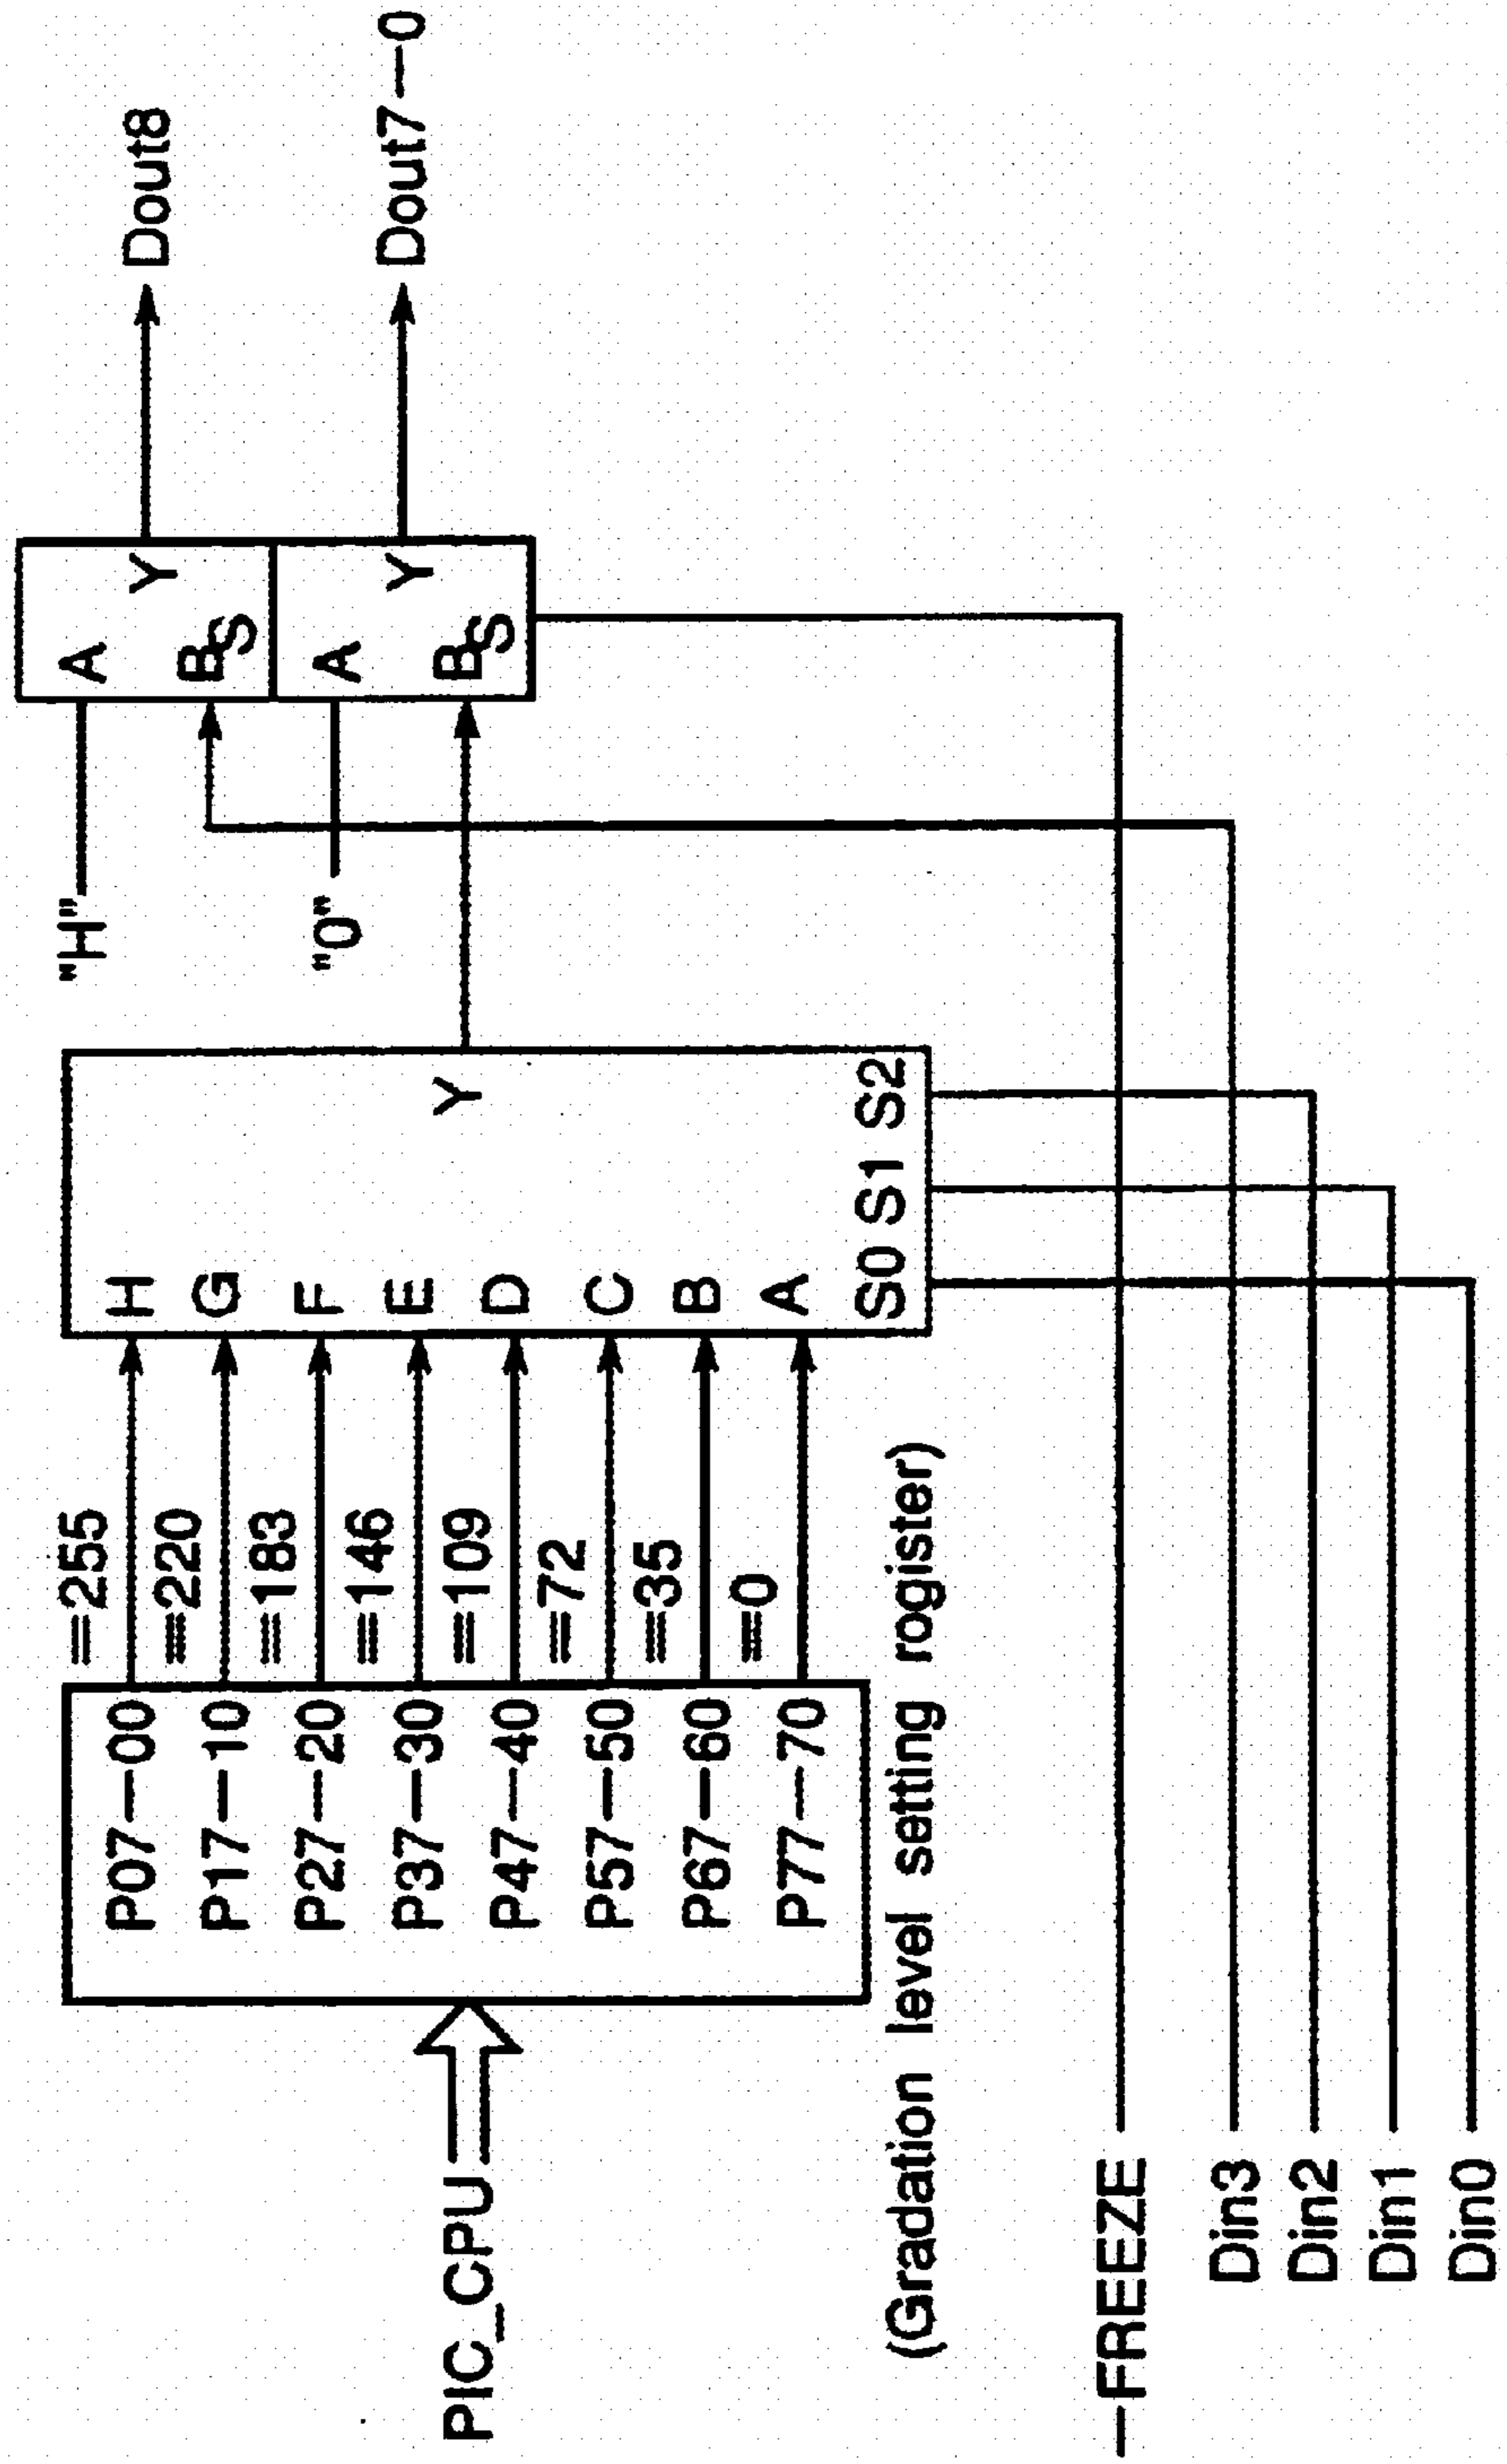 PIC_CPU
P07—00
P17—10
P27—20
P37—30
P47—40
P57—50
P67—60
P77—70
=255
=220
=183
=146
=109
=72
=35
=0
(Gradation level setting rogister)
H
G
F
E
D
C
B
A
Y
S0 S1 S2
"H"
"0"
A
B
S
Y
A
B
S
Y
Dout8
Dout7—0
—FREEZE
Din3
Din2
Din1
Din0